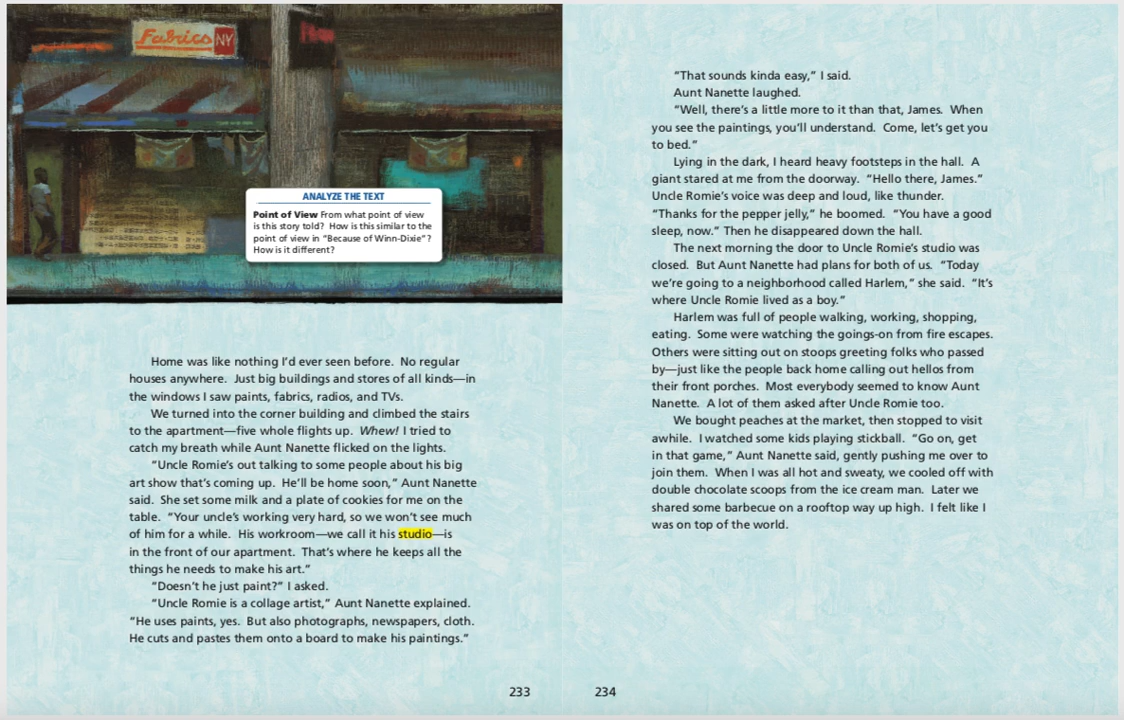 Fabrics NY
ANALYZE THE TEXT
Point of View From what point of view
is this story told? How is this similar to the
point of view in “Because of Winn-Dixie”?
How is it different?
Home was like nothing I’d ever seen before. No regular
houses anywhere. Just big buildings and stores of all kinds—in
the windows I saw paints, fabrics, radios, and TVs.
We turned into the corner building and climbed the stairs
to the apartment—five whole flights up. Whew! I tried to
catch my breath while Aunt Nanette flicked on the lights.
“Uncle Romie’s out talking to some people about his big
art show that’s coming up. He’ll be home soon,” Aunt Nanette
said. She set some milk and a plate of cookies for me on the
table. “Your uncle’s working very hard, so we won’t see much
of him for a while. His workroom—we call it his studio—is
in the front of our apartment. That’s where he keeps all the
things he needs to make his art.”
“Doesn’t he just paint?” I asked.
“Uncle Romie is a collage artist,” Aunt Nanette explained.
“He uses paints, yes. But also photographs, newspapers, cloth.
He cuts and pastes them onto a board to make his paintings.”
233
“That sounds kinda easy,” I said.
Aunt Nanette laughed.
“Well, there’s a little more to it than that, James. When
you see the paintings, you’ll understand. Come, let’s get you
to bed.”
Lying in the dark, I heard heavy footsteps in the hall. A
giant stared at me from the doorway. “Hello there, James.”
Uncle Romie’s voice was deep and loud, like thunder.
“Thanks for the pepper jelly,” he boomed. “You have a good
sleep, now.” Then he disappeared down the hall.
The next morning the door to Uncle Romie’s studio was
closed. But Aunt Nanette had plans for both of us. “Today
we’re going to a neighborhood called Harlem,” she said. “It’s
where Uncle Romie lived as a boy.”
Harlem was full of people walking, working, shopping,
eating. Some were watching the goings-on from fire escapes.
Others were sitting out on stoops greeting folks who passed
by—just like the people back home calling out hellos from
their front porches. Most everybody seemed to know Aunt
Nanette. A lot of them asked after Uncle Romie too.
We bought peaches at the market, then stopped to visit
awhile. I watched some kids playing stickball. “Go on, get
in that game,” Aunt Nanette said, gently pushing me over to
join them. When I was all hot and sweaty, we cooled off with
double chocolate scoops from the ice cream man. Later we
shared some barbecue on a rooftop way up high. I felt like I
was on top of the world.
234